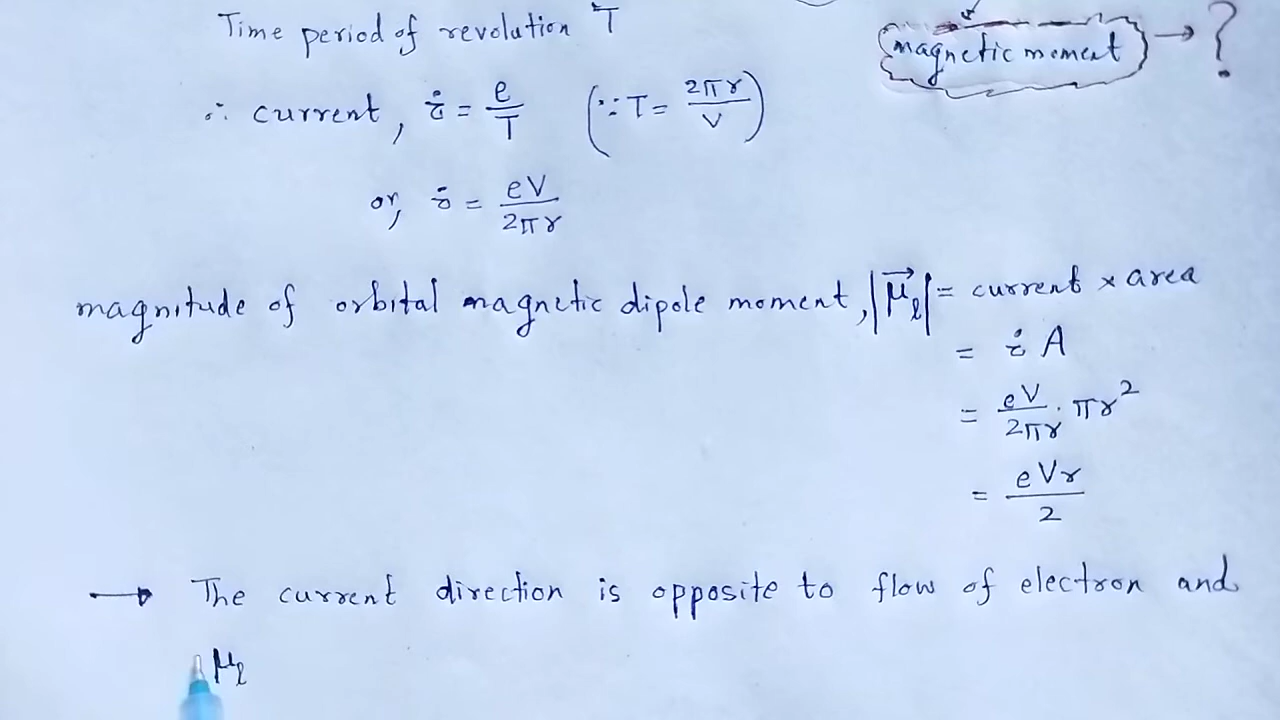 Time period of revolution T
magnetic moment → ?
∴ current, i = e/T (∵ T = 2πr/V)
or, i = eV/2πr
magnitude of orbital magnetic dipole moment, |μ⃗ₗ| = current × area
= i A
= eV/2πr . πr²
= eVr/2
→ The current direction is opposite to flow of electron and
μₗ